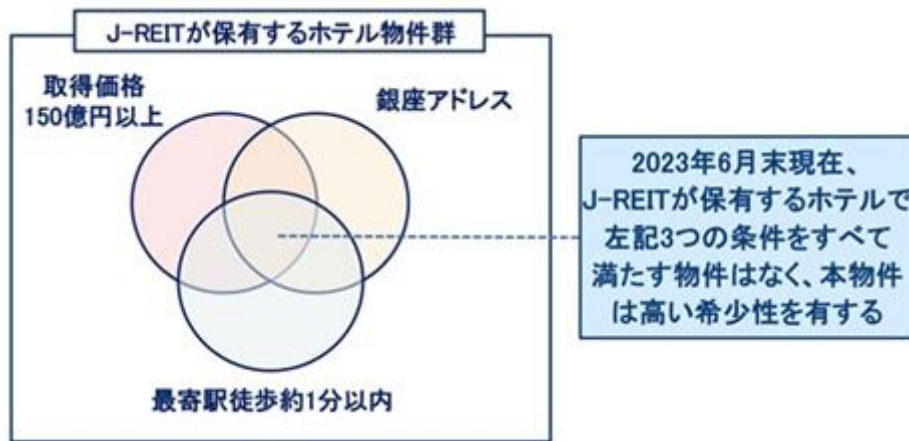 J-REITが保有するホテル物件群
取得価格
150億円以上
銀座アドレス
最寄駅徒歩約1分以内
2023年6月末現在、
J-REITが保有するホテルで
左記3つの条件をすべて
満たす物件はなく、本物件
は高い希少性を有する